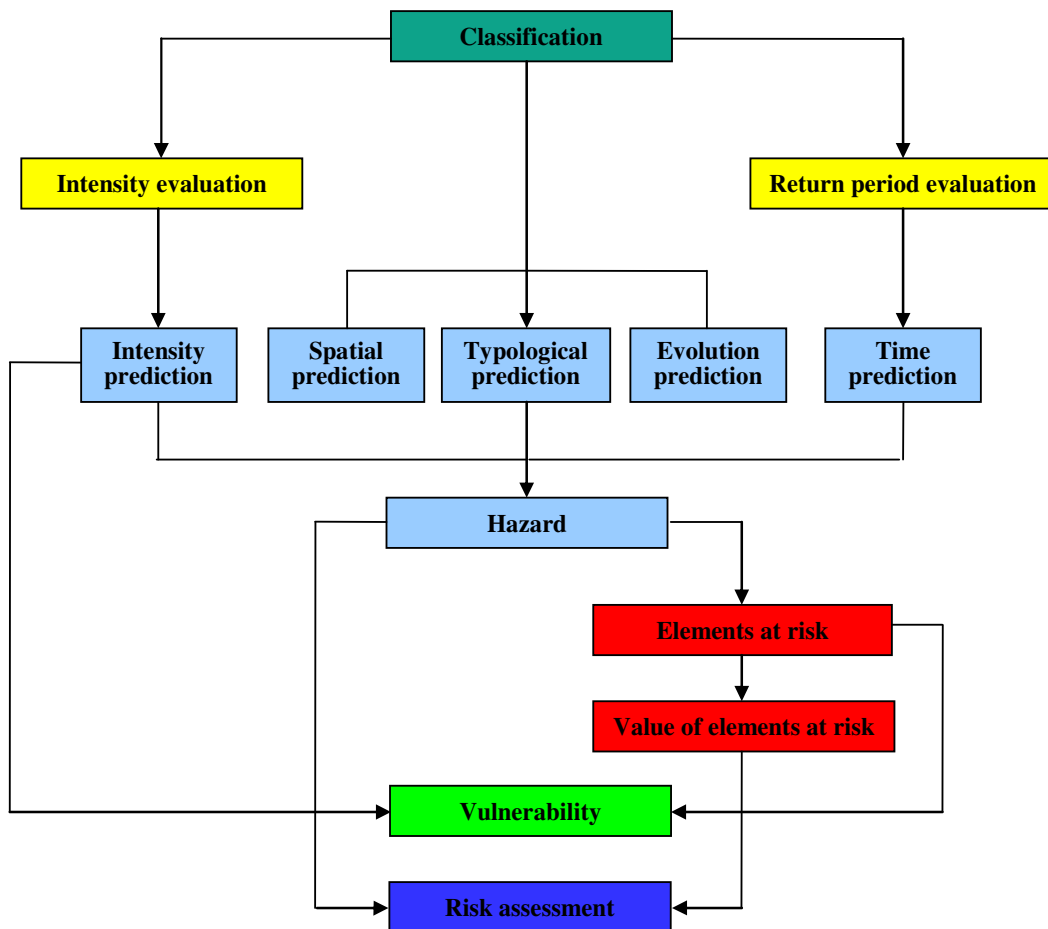 Classification
Intensity evaluation
Return period evaluation
Intensity
prediction
Spatial
prediction
Typological
prediction
Evolution
prediction
Time
prediction
Hazard
Elements at risk
Value of elements at risk
Vulnerability
Risk assessment